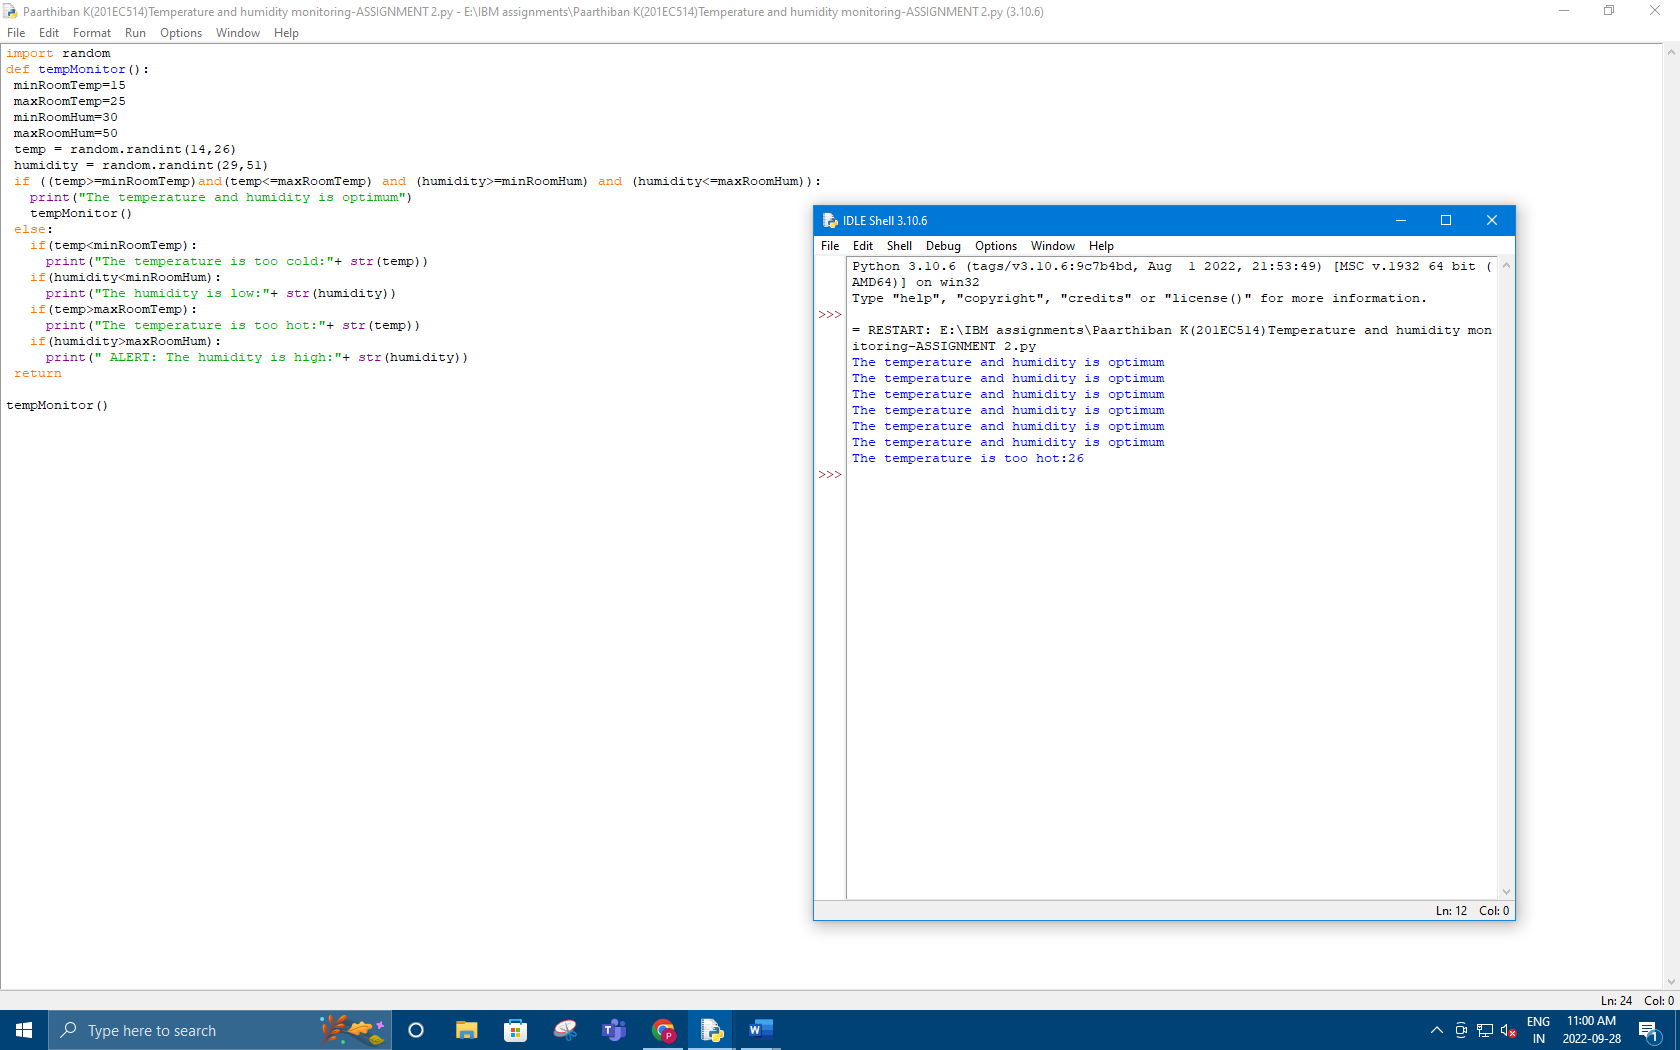 Paarthiban K(201EC514)Temperature and humidity monitoring-ASSIGNMENT 2.py - E:\IBM assignments\Paarthiban K(201EC514)Temperature and humidity monitoring-ASSIGNMENT 2.py (3.10.6)
File Edit Format Run Options Window Help
import random
def tempMonitor():
 minRoomTemp=15
 maxRoomTemp=25
 minRoomHum=30
 maxRoomHum=50
 temp = random.randint(14,26)
 humidity = random.randint(29,51)
 if ((temp>=minRoomTemp)and(temp<=maxRoomTemp) and (humidity>=minRoomHum) and (humidity<=maxRoomHum)):
   print("The temperature and humidity is optimum")
   tempMonitor()
 else:
   if(temp<minRoomTemp):
     print("The temperature is too cold:"+ str(temp))
   if(humidity<minRoomHum):
     print("The humidity is low:"+ str(humidity))
   if(temp>maxRoomTemp):
     print("The temperature is too hot:"+ str(temp))
   if(humidity>maxRoomHum):
     print(" ALERT: The humidity is high:"+ str(humidity))
 return
tempMonitor()
IDLE Shell 3.10.6
File Edit Shell Debug Options Window Help
Python 3.10.6 (tags/v3.10.6:9c7b4bd, Aug  1 2022, 21:53:49) [MSC v.1932 64 bit (
AMD64)] on win32
Type "help", "copyright", "credits" or "license()" for more information.
>>>
= RESTART: E:\IBM assignments\Paarthiban K(201EC514)Temperature and humidity mon
itoring-ASSIGNMENT 2.py
The temperature and humidity is optimum
The temperature and humidity is optimum
The temperature and humidity is optimum
The temperature and humidity is optimum
The temperature and humidity is optimum
The temperature and humidity is optimum
The temperature is too hot:26
>>>
Ln: 12 Col: 0
Ln: 24 Col: 0
Type here to search
ENG
IN
11:00 AM
2022-09-28
1